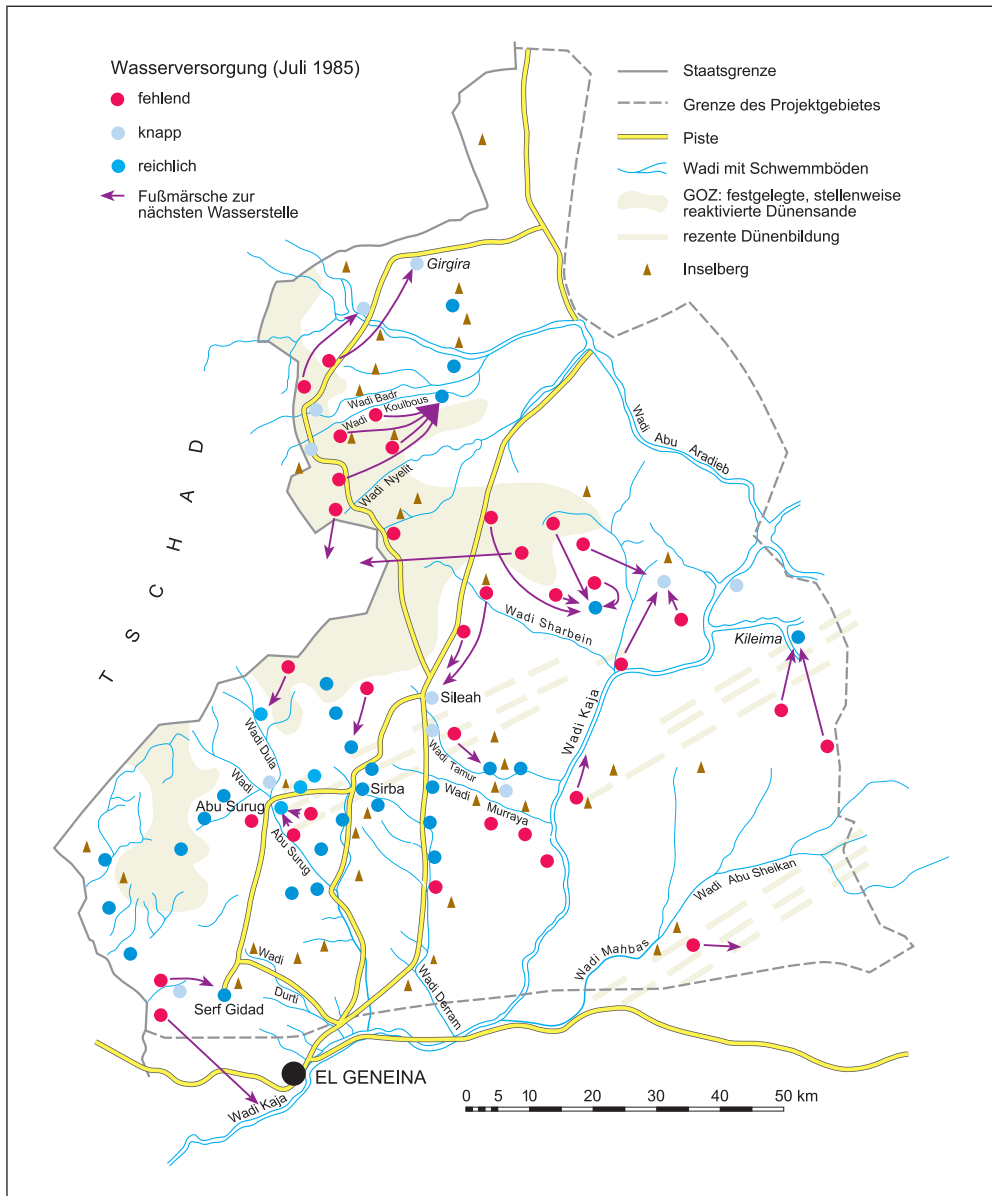 Wasserversorgung (Juli 1985)
fehlend
knapp
reichlich
Fußmärsche zur
nächsten Wasserstelle
Staatsgrenze
Grenze des Projektgebietes
Piste
Wadi mit Schwemmböden
GOZ: festgelegte, stellenweise
reaktivierte Dünensande
rezente Dünenbildung
Inselberg
Girgira
Wadi Badr
Wadi Koulbous
Wadi Nyelit
Wadi Abu Aradieb
TSCHAD
Wadi Sharbein
Kileima
Sileah
Wadi Kaja
Wadi Dula
Wadi Tamur
Wadi Murraya
Sirba
Abu Surug
Wadi Abu Surug
Wadi Abu Sheikan
Wadi Mahbas
Wadi Durti
Wadi Derram
Serf Gidad
EL GENEINA
Wadi Kaja
0 5 10 20 30 40 50 km